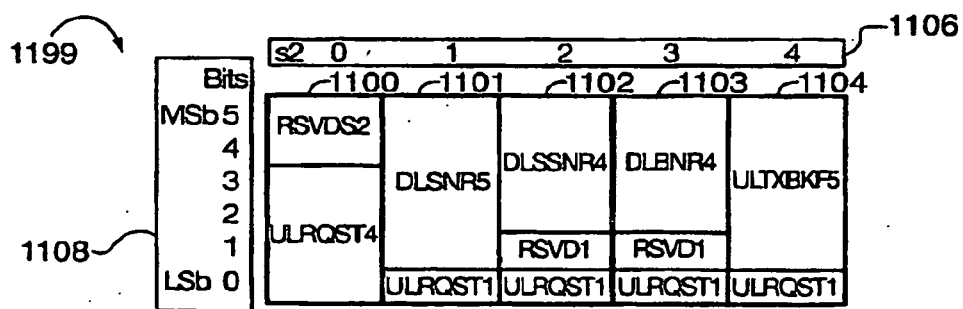 1199
1106
s2 0 1 2 3 4
Bits
1100 1101 1102 1103 1104
MSb 5
4
3
2
1
LSb 0
1108
RSVDS2
ULRQST4
DLSNR5
ULRQST1
DLSSNR4
RSVD1
ULRQST1
DLBNR4
RSVD1
ULRQST1
ULTXBKF5
ULRQST1